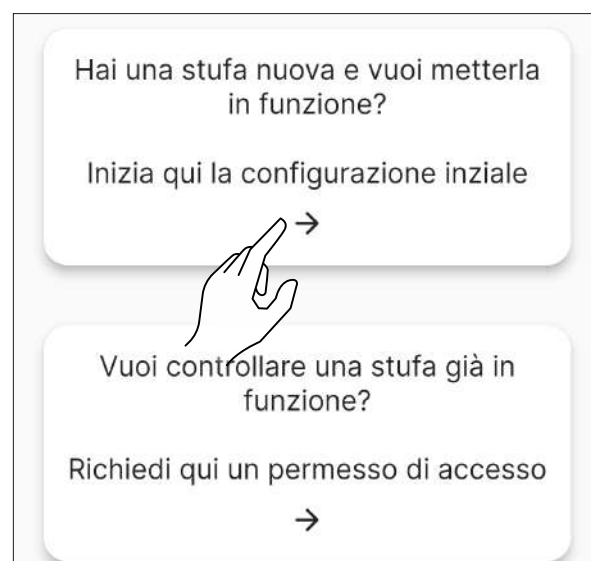 Hai una stufa nuova e vuoi metterla
in funzione?
Inizia qui la configurazione inziale
→
Vuoi controllare una stufa già in
funzione?
Richiedi qui un permesso di accesso
→